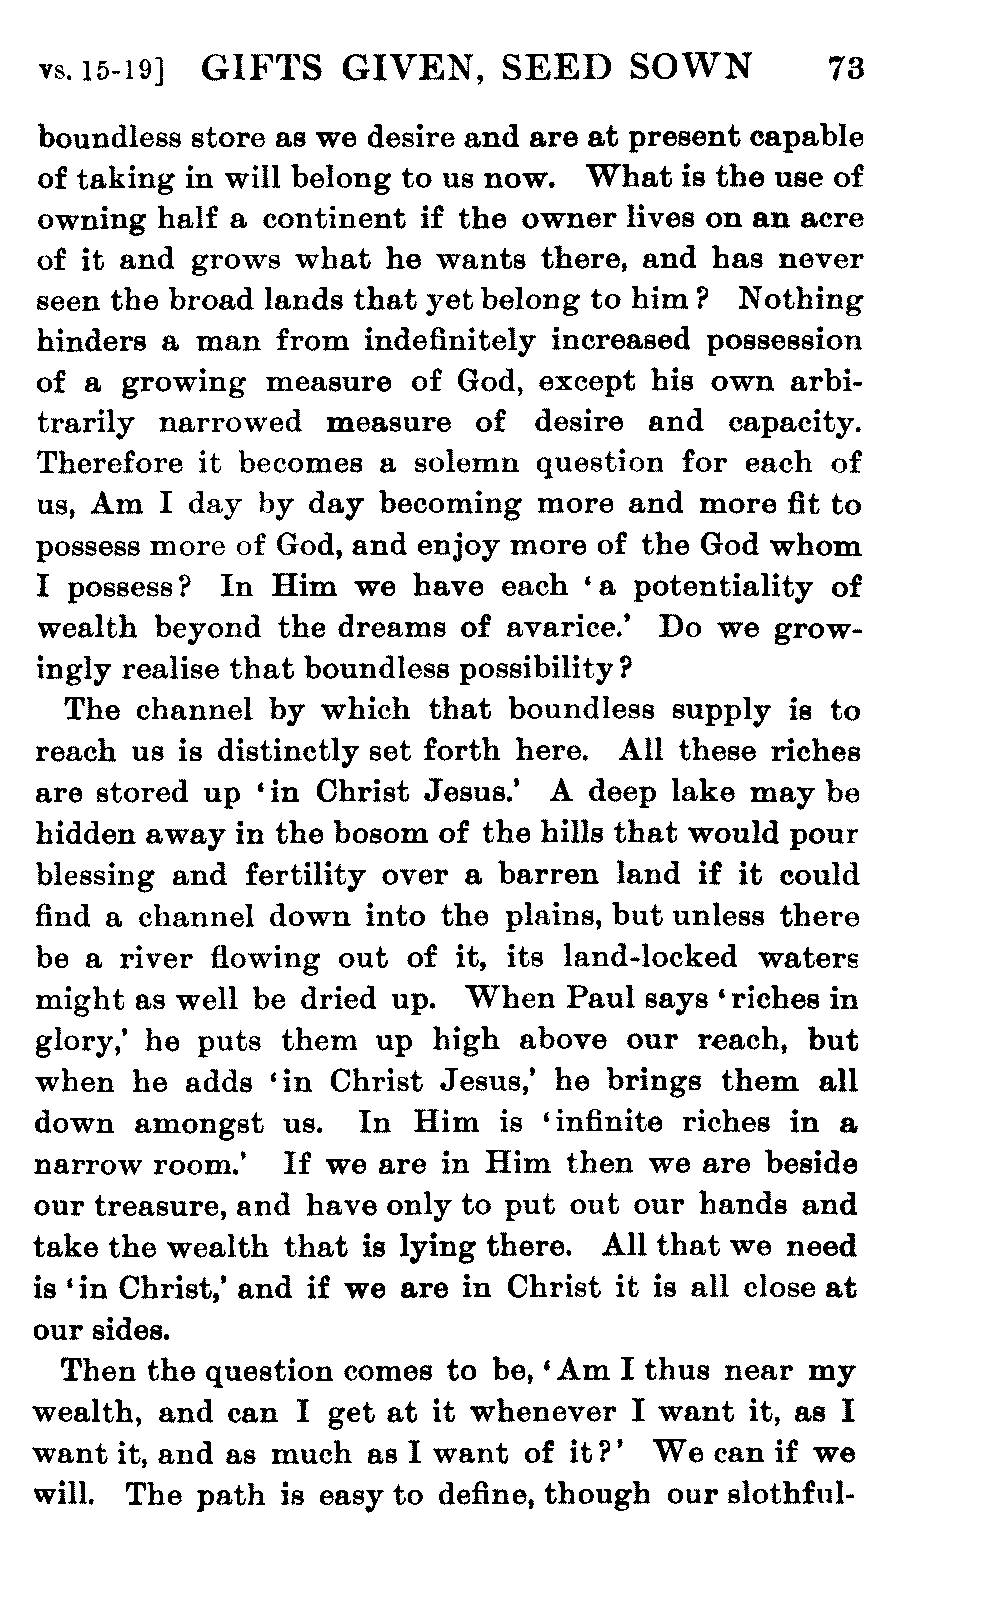 vs. 15-19] GIFTS GIVEN, SEED SOWN 73
boundless store as we desire and are at present capable
of taking in will belong to us now. What is the use of
owning half a continent if the owner lives on an acre
of it and grows what he wants there, and has never
seen the broad lands that yet belong to him? Nothing
hinders a man from indefinitely increased possession
of a growing measure of God, except his own arbi-
trarily narrowed measure of desire and capacity.
Therefore it becomes a solemn question for each of
us, Am I day by day becoming more and more fit to
possess more of God, and enjoy more of the God whom
I possess? In Him we have each ‘a potentiality of
wealth beyond the dreams of avarice.’ Do we grow-
ingly realise that boundless possibility?
The channel by which that boundless supply is to
reach us is distinctly set forth here. All these riches
are stored up ‘in Christ Jesus.’ A deep lake may be
hidden away in the bosom of the hills that would pour
blessing and fertility over a barren land if it could
find a channel down into the plains, but unless there
be a river flowing out of it, its land-locked waters
might as well be dried up. When Paul says ‘riches in
glory,’ he puts them up high above our reach, but
when he adds ‘in Christ Jesus,’ he brings them all
down amongst us. In Him is ‘infinite riches in a
narrow room.’ If we are in Him then we are beside
our treasure, and have only to put out our hands and
take the wealth that is lying there. All that we need
is ‘in Christ,’ and if we are in Christ it is all close at
our sides.
Then the question comes to be, ‘Am I thus near my
wealth, and can I get at it whenever I want it, as I
want it, and as much as I want of it?’ We can if we
will. The path is easy to define, though our slothful-